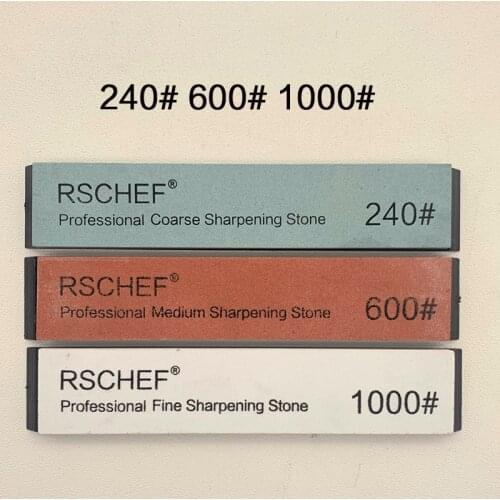 240# 600# 1000#
RSCHEF®
Professional Coarse Sharpening Stone 240#
RSCHEF®
Professional Medium Sharpening Stone 600#
RSCHEF®
Professional Fine Sharpening Stone 1000#